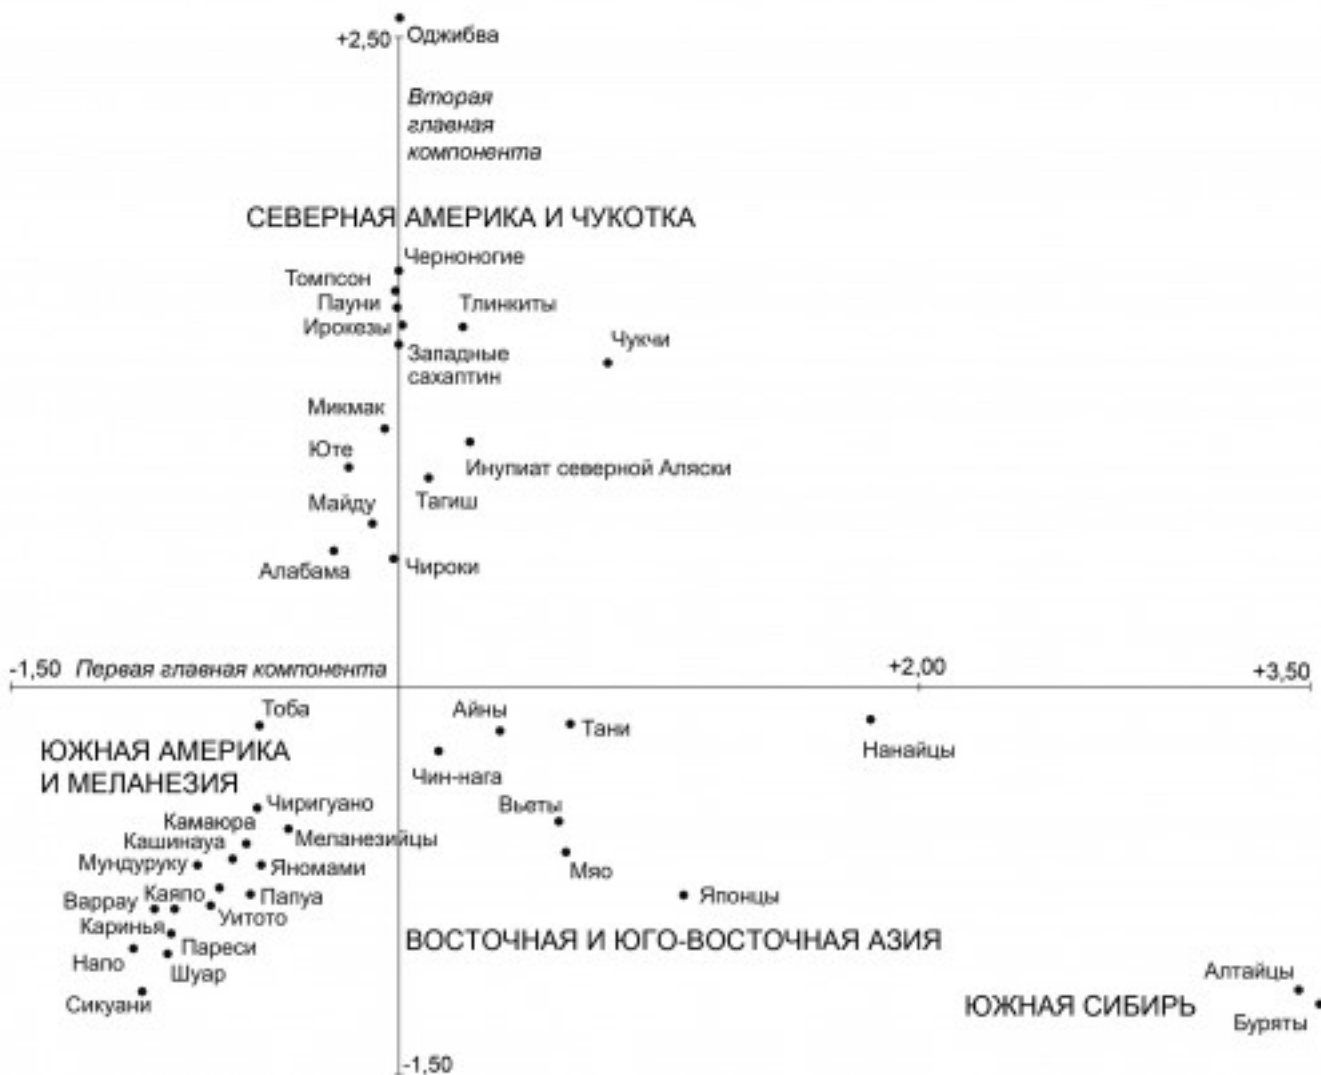 +2,50
Оджибва
Вторая
главная
компонента
СЕВЕРНАЯ АМЕРИКА И ЧУКОТКА
Черноногие
Томпсон
Пауни
Тлинкиты
Ирокезы
Чукчи
Западные
сахаптин
Микмак
Юте
Инупиат северной Аляски
Тагиш
Майду
Алабама
Чироки
-1,50
Первая главная компонента
+2,00
+3,50
Тоба
Айны
Тани
Нанайцы
ЮЖНАЯ АМЕРИКА
И МЕЛАНЕЗИЯ
Чин-нага
Чиригуано
Вьеты
Камаюра
Меланезийцы
Кашинауа
Мундуруку
Яномами
Мяо
Варрау
Каяпо
Папуа
Японцы
Уитото
Каринья
Пареси
ВОСТОЧНАЯ И ЮГО-ВОСТОЧНАЯ АЗИЯ
Напо
Шуар
Алтайцы
Сикуани
ЮЖНАЯ СИБИРЬ
Буряты
-1,50